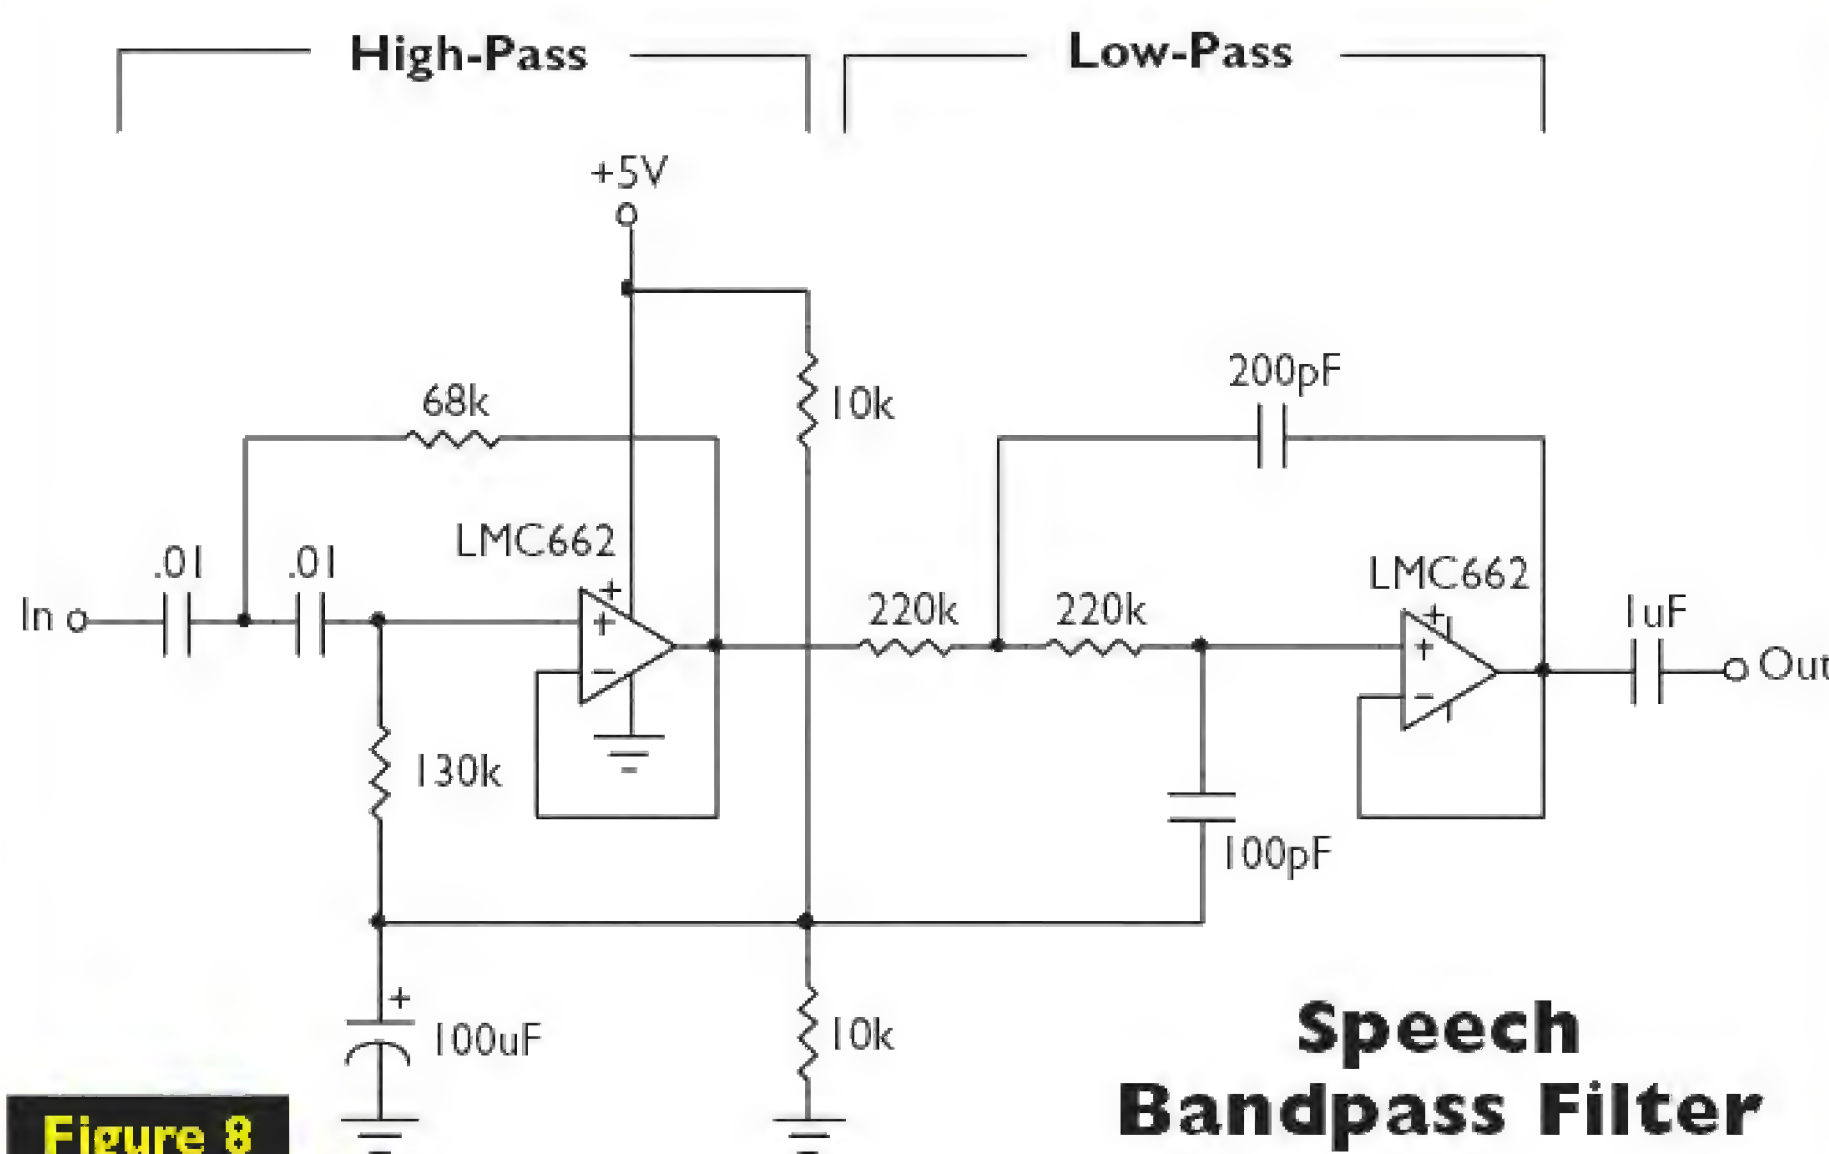 High-Pass
Low-Pass
+5V
68k
10k
200pF
LMC662
.01
.01
In
+
+
−
220k
220k
LMC662
+
+
−
1uF
Out
130k
100pF
+
100uF
10k
Speech
Bandpass Filter
Figure 8